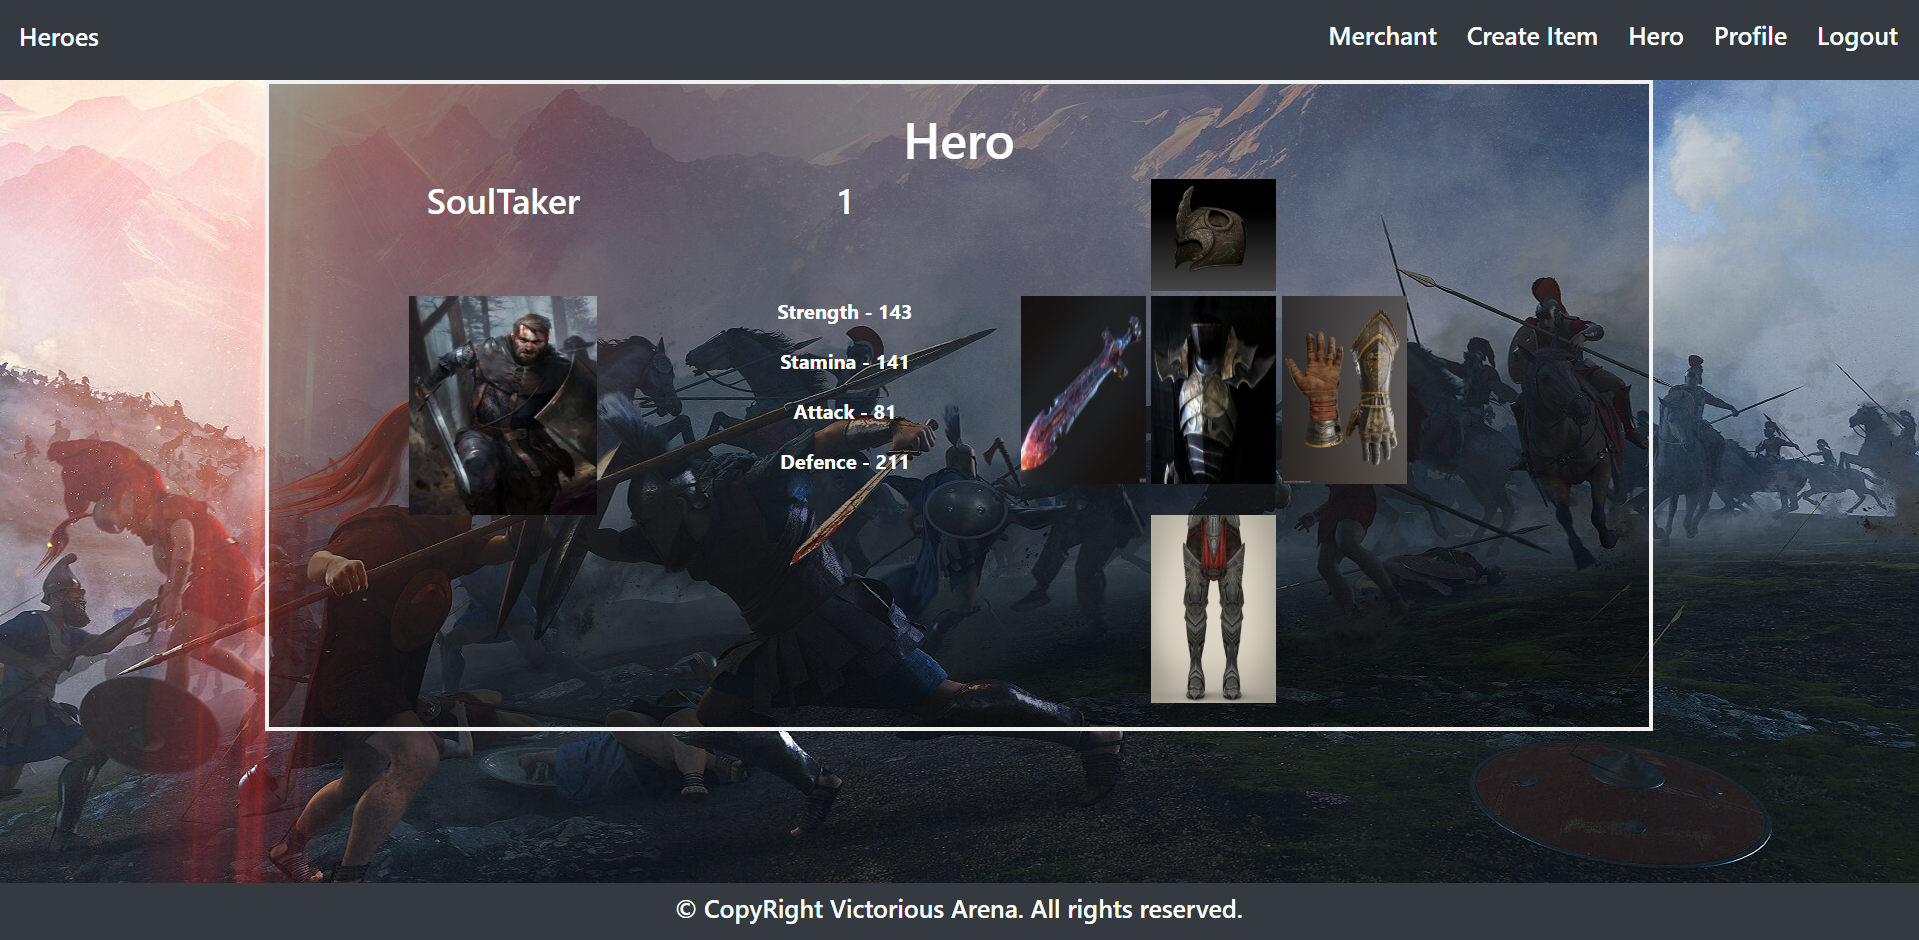 Heroes
Merchant Create Item Hero Profile Logout
Hero
SoulTaker
1
Strength - 143
Stamina - 141
Attack - 81
Defence - 211
© CopyRight Victorious Arena. All rights reserved.